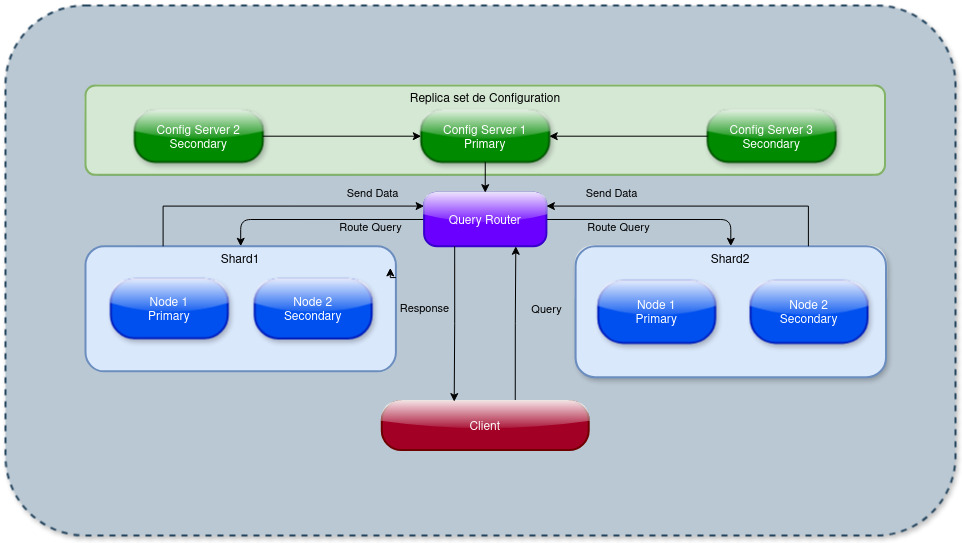 Replica set de Configuration
Config Server 2
Secondary
Config Server 1
Primary
Config Server 3
Secondary
Send Data
Send Data
Query Router
Route Query
Route Query
Shard1
Node 1
Primary
Node 2
Secondary
Response
Query
Shard2
Node 1
Primary
Node 2
Secondary
Client